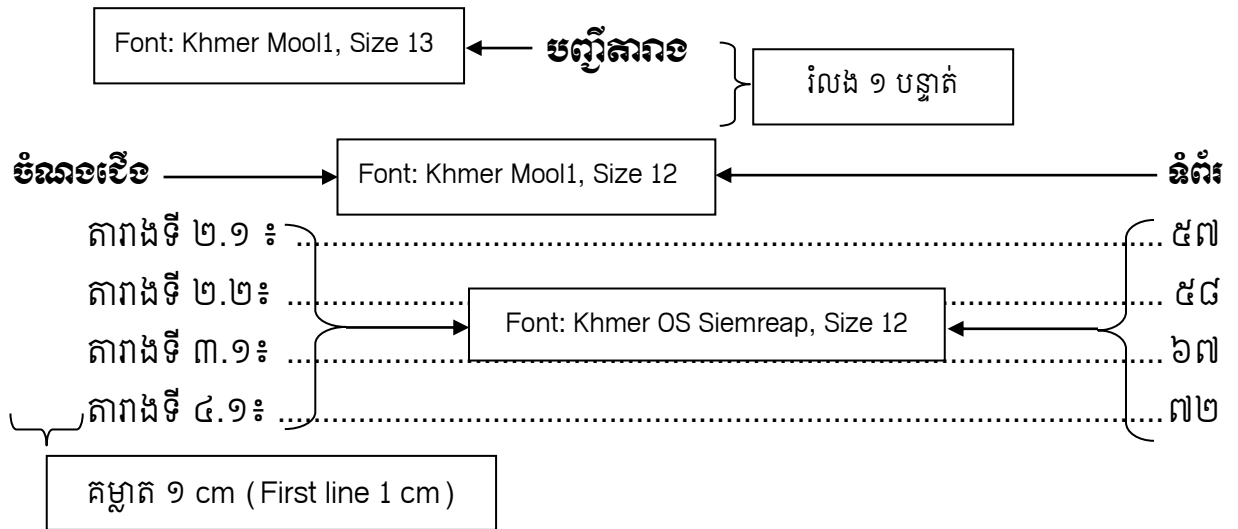 Font: Khmer Mool1, Size 13
បញ្ជីតារាង
រំលង ១ បន្ទាត់
ចំណងជើង
Font: Khmer Mool1, Size 12
ទំព័រ
តារាងទី ២.១ ៖ ........................................................................ ៥៧
តារាងទី ២.២៖ ........................................................................ ៥៨
Font: Khmer OS Siemreap, Size 12
តារាងទី ៣.១៖ ........................................................................ ៦៧
តារាងទី ៤.១៖ ........................................................................ ៧២
គម្លាត ១ cm (First line 1 cm)